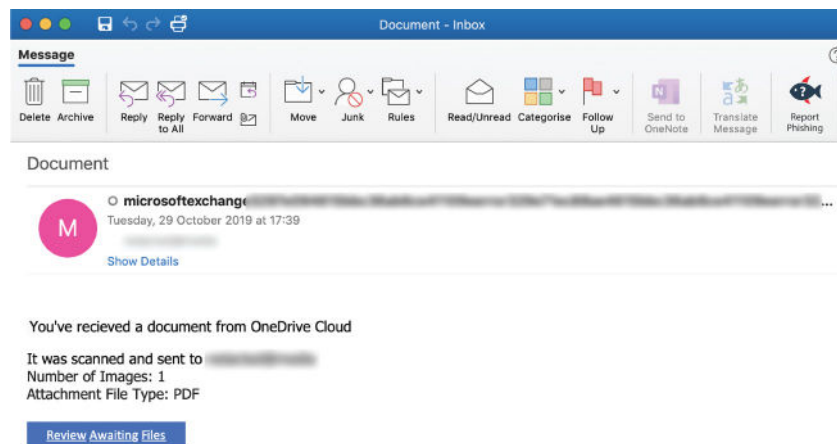 Document - Inbox
Message
Delete Archive Reply Reply to All Forward Move Junk Rules Read/Unread Categorise Follow Up Send to OneNote Translate Message Report Phishing
Document
M
microsoftexchange
Tuesday, 29 October 2019 at 17:39
Show Details
You've recieved a document from OneDrive Cloud
It was scanned and sent to
Number of Images: 1
Attachment File Type: PDF
Review Awaiting Files